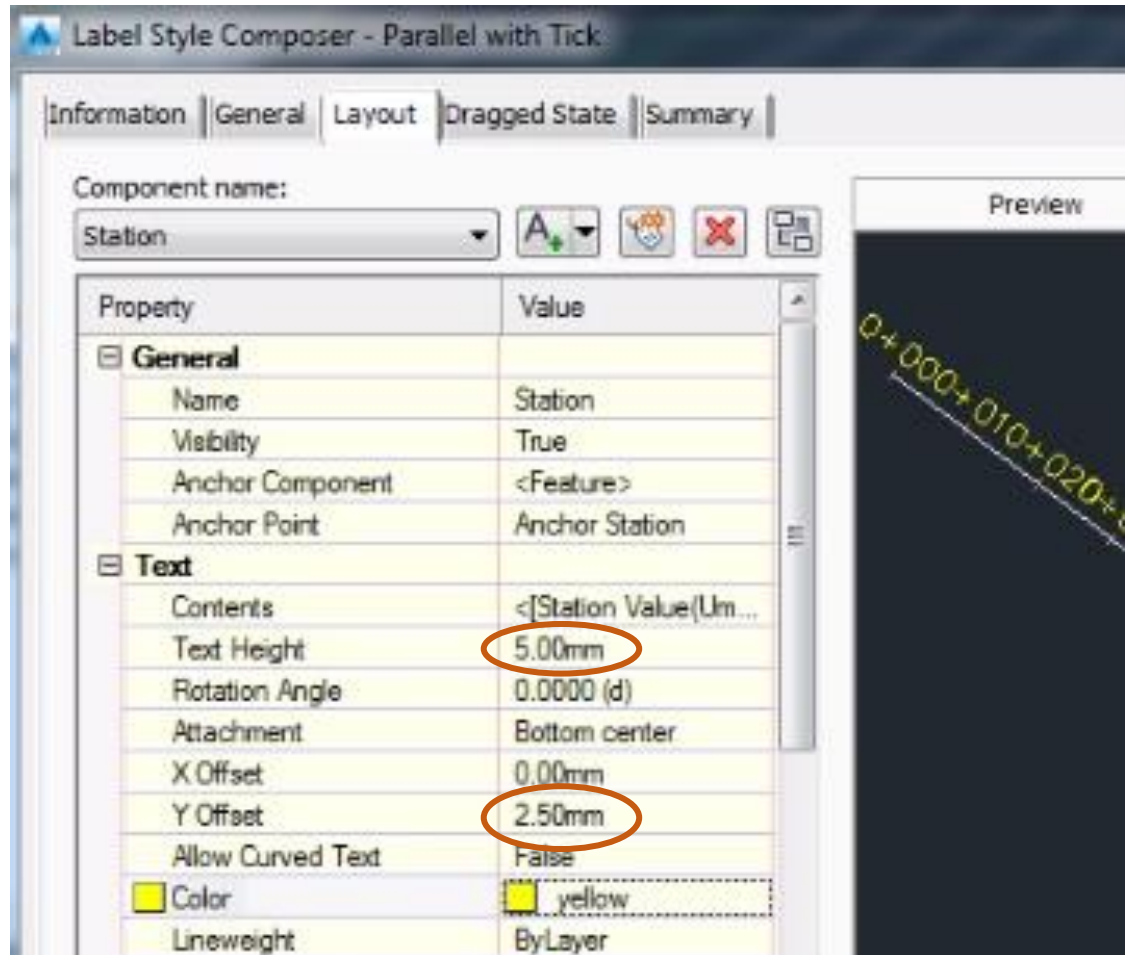 Label Style Composer - Parallel with Tick
Information General Layout Dragged State Summary
Component name:
Station
Preview
Property Value
General
Name Station
Visibility True
Anchor Component <Feature>
Anchor Point Anchor Station
Text
Contents <[Station Value(Um...
Text Height 5.00mm
Rotation Angle 0.0000 (d)
Attachment Bottom center
X Offset 0.00mm
Y Offset 2.50mm
Allow Curved Text False
Color yellow
Lineweight ByLayer
0+000+010+020+